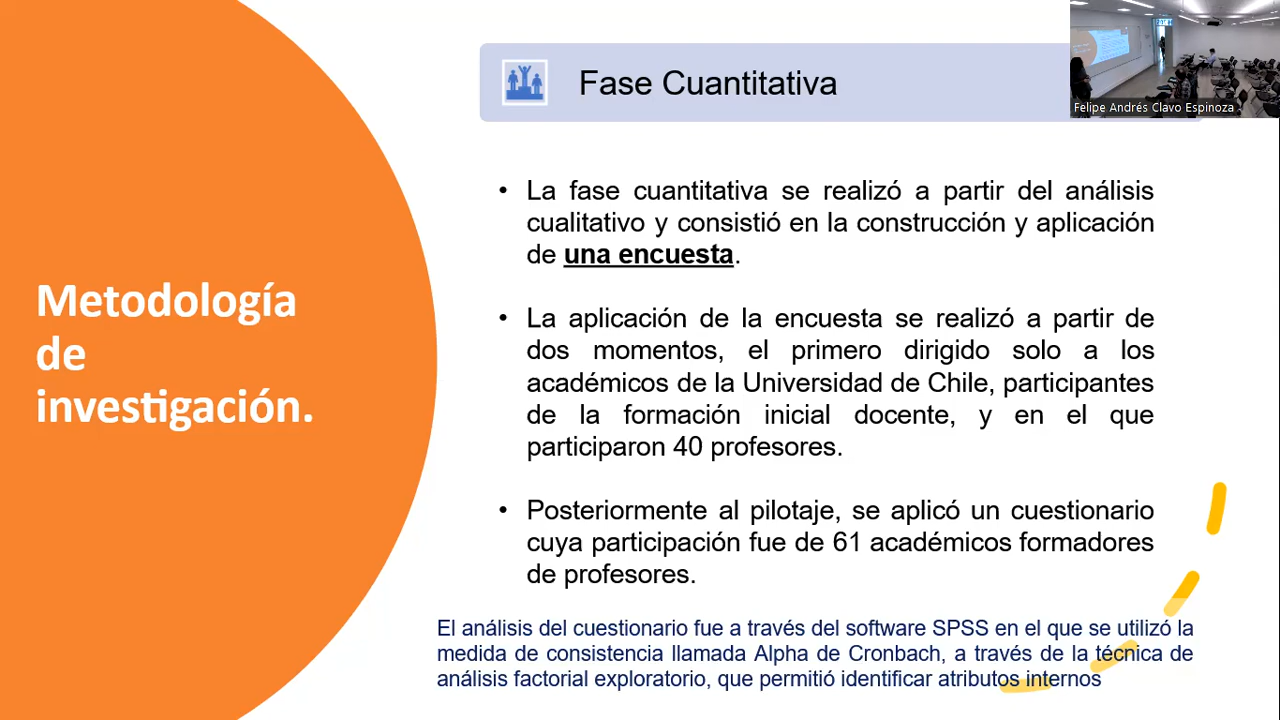 Fase Cuantitativa
Felipe Andrés Clavo Espinoza
• La fase cuantitativa se realizó a partir del análisis
cualitativo y consistió en la construcción y aplicación
de una encuesta.
• La aplicación de la encuesta se realizó a partir de
dos momentos, el primero dirigido solo a los
académicos de la Universidad de Chile, participantes
de la formación inicial docente, y en el que
participaron 40 profesores.
• Posteriormente al pilotaje, se aplicó un cuestionario
cuya participación fue de 61 académicos formadores
de profesores.
El análisis del cuestionario fue a través del software SPSS en el que se utilizó la
medida de consistencia llamada Alpha de Cronbach, a través de la técnica de
análisis factorial exploratorio, que permitió identificar atributos internos
Metodología
de
investigación.